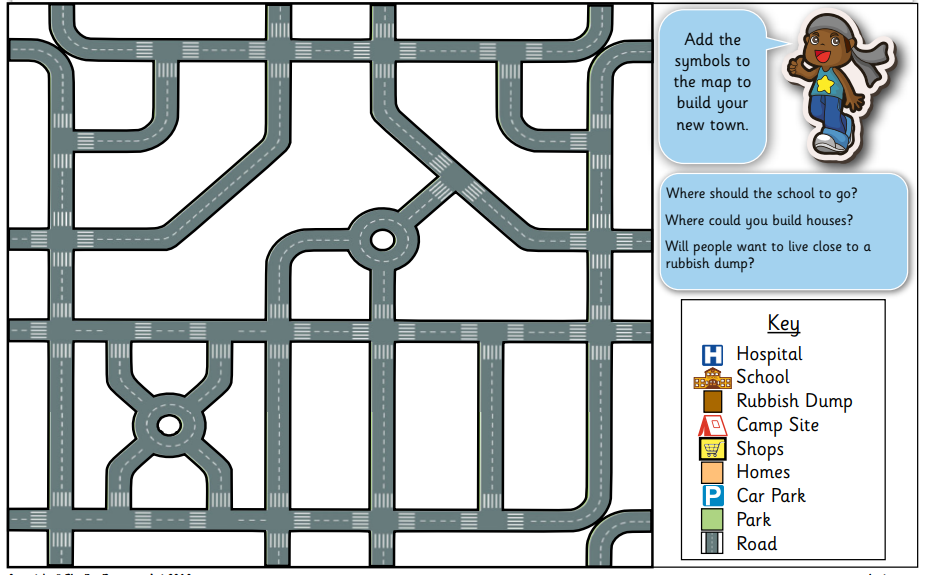 Add the
symbols to
the map to
build your
new town.
Where should the school to go?
Where could you build houses?
Will people want to live close to a
rubbish dump?
Key
H Hospital
School
Rubbish Dump
Camp Site
Shops
Homes
P Car Park
Park
Road